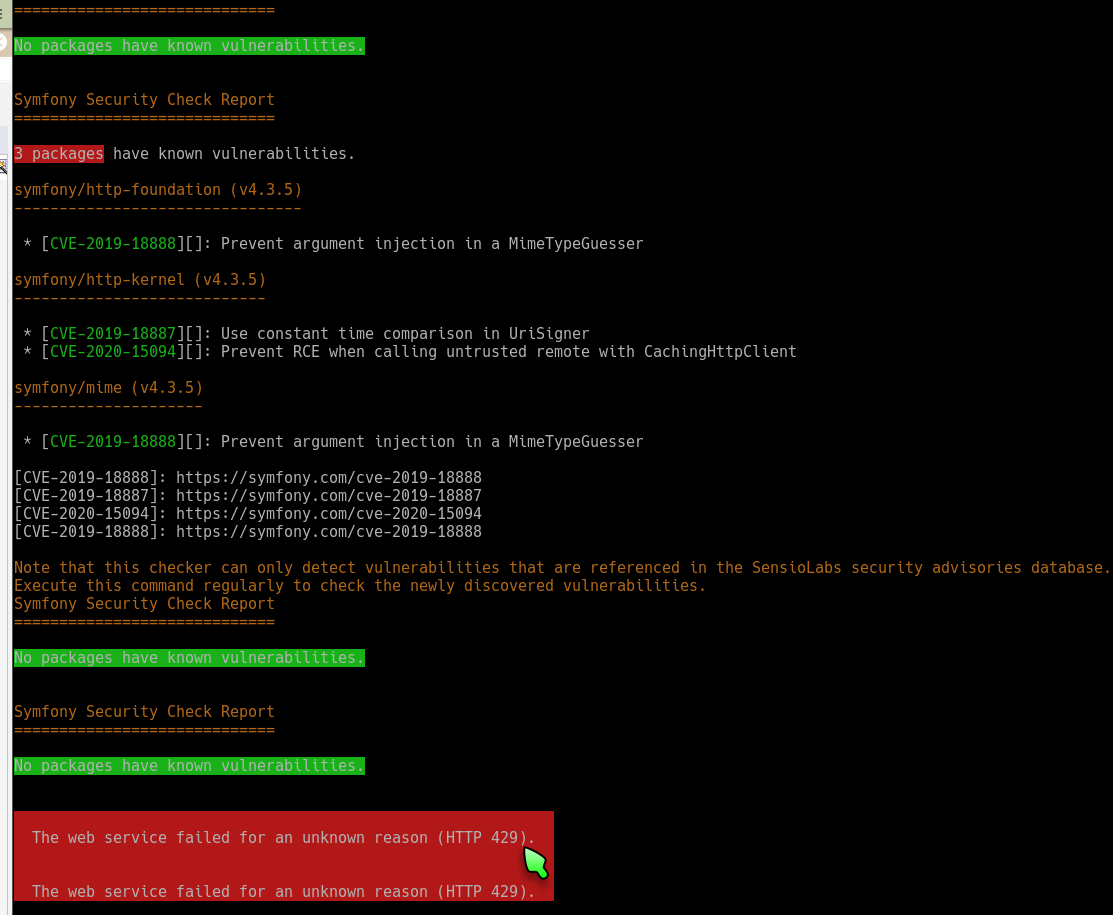 =============================
No packages have known vulnerabilities.
Symfony Security Check Report
=============================
3 packages have known vulnerabilities.
symfony/http-foundation (v4.3.5)
--------------------------------
* [CVE-2019-18888][]: Prevent argument injection in a MimeTypeGuesser
symfony/http-kernel (v4.3.5)
----------------------------
* [CVE-2019-18887][]: Use constant time comparison in UriSigner
* [CVE-2020-15094][]: Prevent RCE when calling untrusted remote with CachingHttpClient
symfony/mime (v4.3.5)
---------------------
* [CVE-2019-18888][]: Prevent argument injection in a MimeTypeGuesser
[CVE-2019-18888]: https://symfony.com/cve-2019-18888
[CVE-2019-18887]: https://symfony.com/cve-2019-18887
[CVE-2020-15094]: https://symfony.com/cve-2020-15094
[CVE-2019-18888]: https://symfony.com/cve-2019-18888
Note that this checker can only detect vulnerabilities that are referenced in the SensioLabs security advisories database.
Execute this command regularly to check the newly discovered vulnerabilities.
Symfony Security Check Report
=============================
No packages have known vulnerabilities.
Symfony Security Check Report
=============================
No packages have known vulnerabilities.
The web service failed for an unknown reason (HTTP 429).
The web service failed for an unknown reason (HTTP 429).